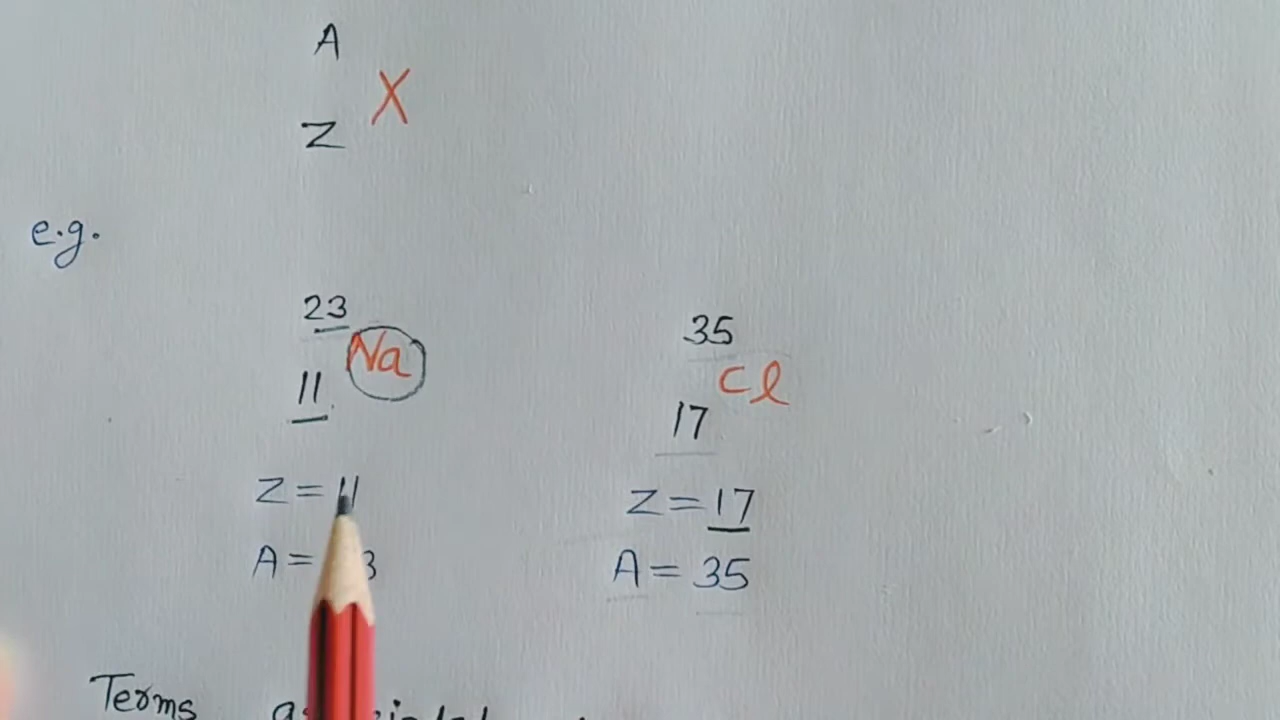 A
X
Z
e.g.
23
Na
11
Z = 11
A =
35
Cl
17
Z = 17
A = 35
Terms